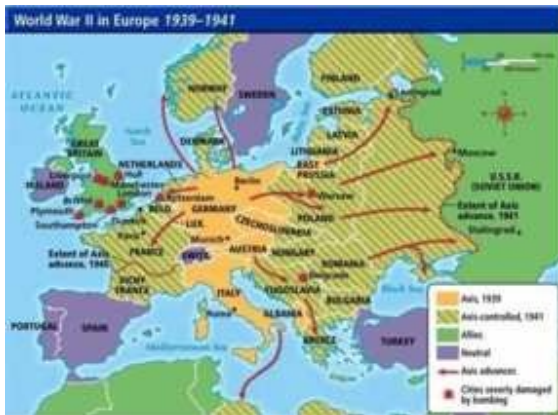 World War II in Europe 1939–1941
ATLANTIC
OCEAN
NORWAY
SWEDEN
FINLAND
Leningrad
ESTONIA
LATVIA
LITHUANIA
EAST
PRUSSIA
Moscow
U.S.S.R.
(SOVIET UNION)
Extent of Axis
advance, 1941
Stalingrad
North
Sea
DENMARK
GREAT
BRITAIN
IRELAND
NETHERLANDS
Liverpool
Hull
Manchester
London
Bristol
Plymouth
Southampton
Rotterdam
BELG.
Dunkirk
LUX.
Paris
Berlin
GERMANY
Warsaw
POLAND
CZECHOSLOVAKIA
Munich
AUSTRIA
HUNGARY
SWITZ.
FRANCE
Extent of Axis
advance, 1940
VICHY
FRANCE
ROMANIA
Belgrade
YUGOSLAVIA
BULGARIA
Black Sea
ITALY
Rome
ALBANIA
GREECE
TURKEY
PORTUGAL
SPAIN
Mediterranean Sea
Axis, 1939
Axis-controlled, 1941
Allies
Neutral
Axis advances
Cities severely damaged
by bombing